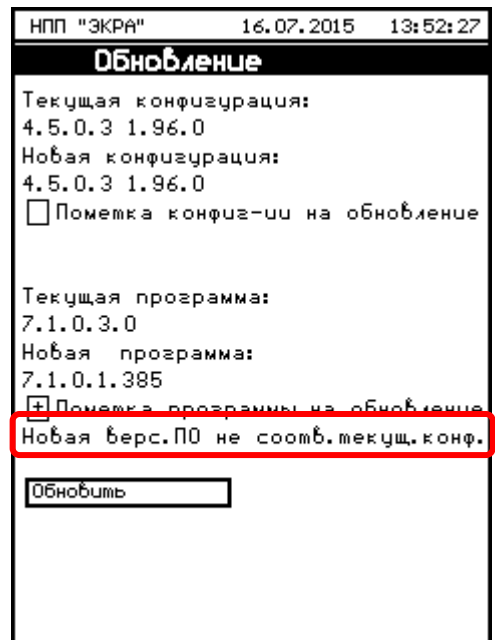 НПП "ЭКРА" 16.07.2015 13:52:27
Обновление
Текущая конфигурация:
4.5.0.3 1.96.0
Новая конфигурация:
4.5.0.3 1.96.0
Пометка конфиг-ии на обновление
Текущая программа:
7.1.0.3.0
Новая программа:
7.1.0.1.385
+ Пометка программы на обновление
Новая верс.ПО не соотв.текущ.конф.
Обновить